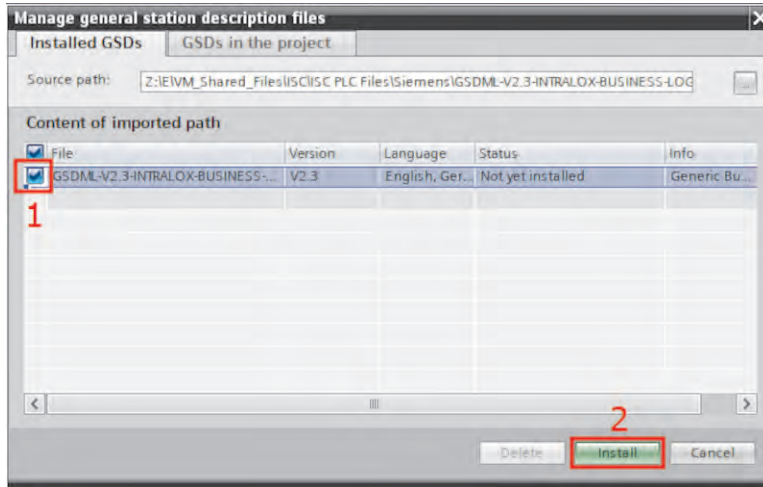 Manage general station description files
Installed GSDs
GSDs in the project
Source path:
Z:\E\VM_Shared_Files\ISC\ISC PLC Files\Siemens\GSDML-V2.3-INTRALOX-BUSINESS-LOG
...
Content of imported path
File Version Language Status Info
GSDML-V2.3-INTRALOX-BUSINESS-... V2.3 English, Ger... Not yet installed Generic Bu...
1
2
Delete Install Cancel